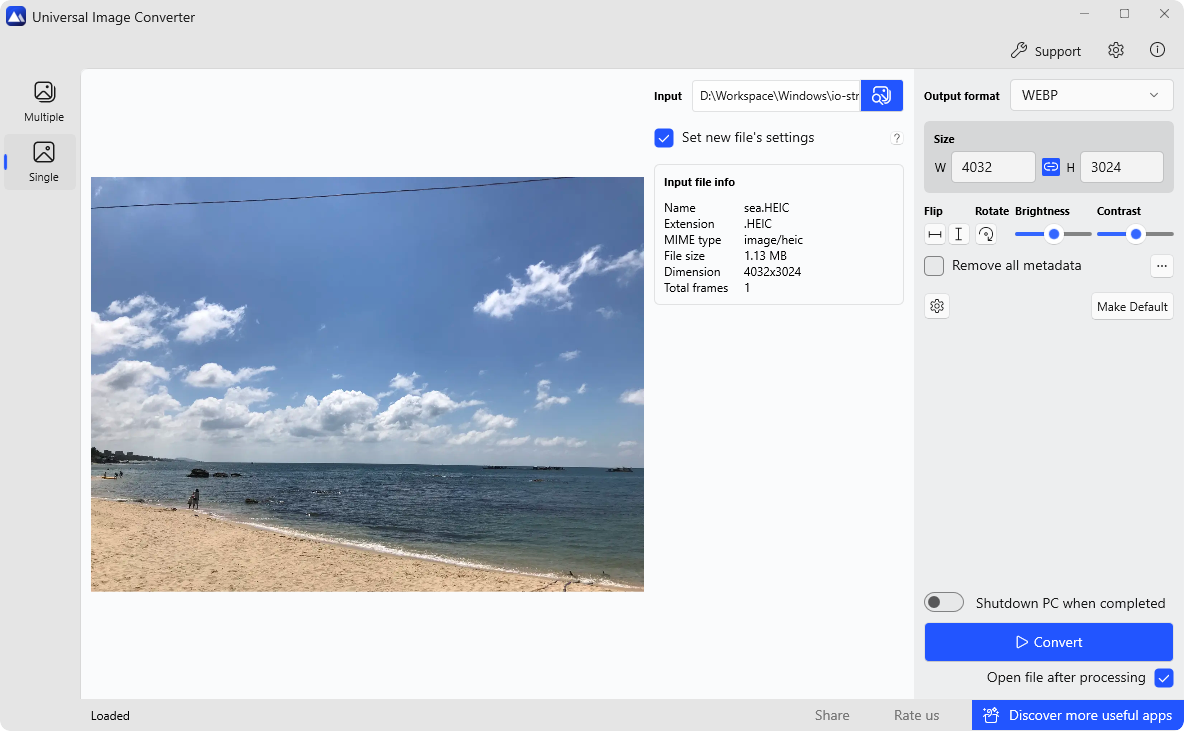 Universal Image Converter
Support
Multiple
Single
Input D:\Workspace\Windows\io-str
Set new file's settings ?
Input file info
Name sea.HEIC
Extension .HEIC
MIME type image/heic
File size 1.13 MB
Dimension 4032x3024
Total frames 1
Output format WEBP
Size
W 4032 H 3024
Flip Rotate Brightness Contrast
Remove all metadata ...
Make Default
Shutdown PC when completed
Convert
Open file after processing
Loaded Share Rate us Discover more useful apps